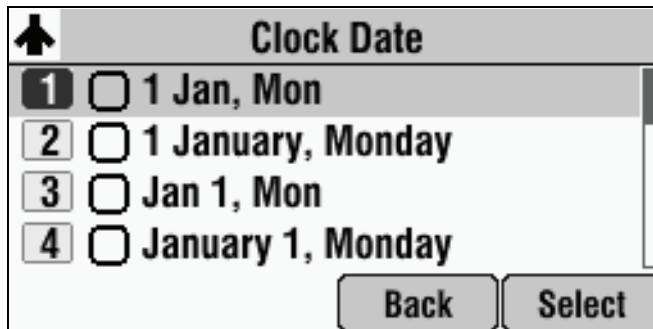 Clock Date
1 1 Jan, Mon
2 1 January, Monday
3 Jan 1, Mon
4 January 1, Monday
Back Select